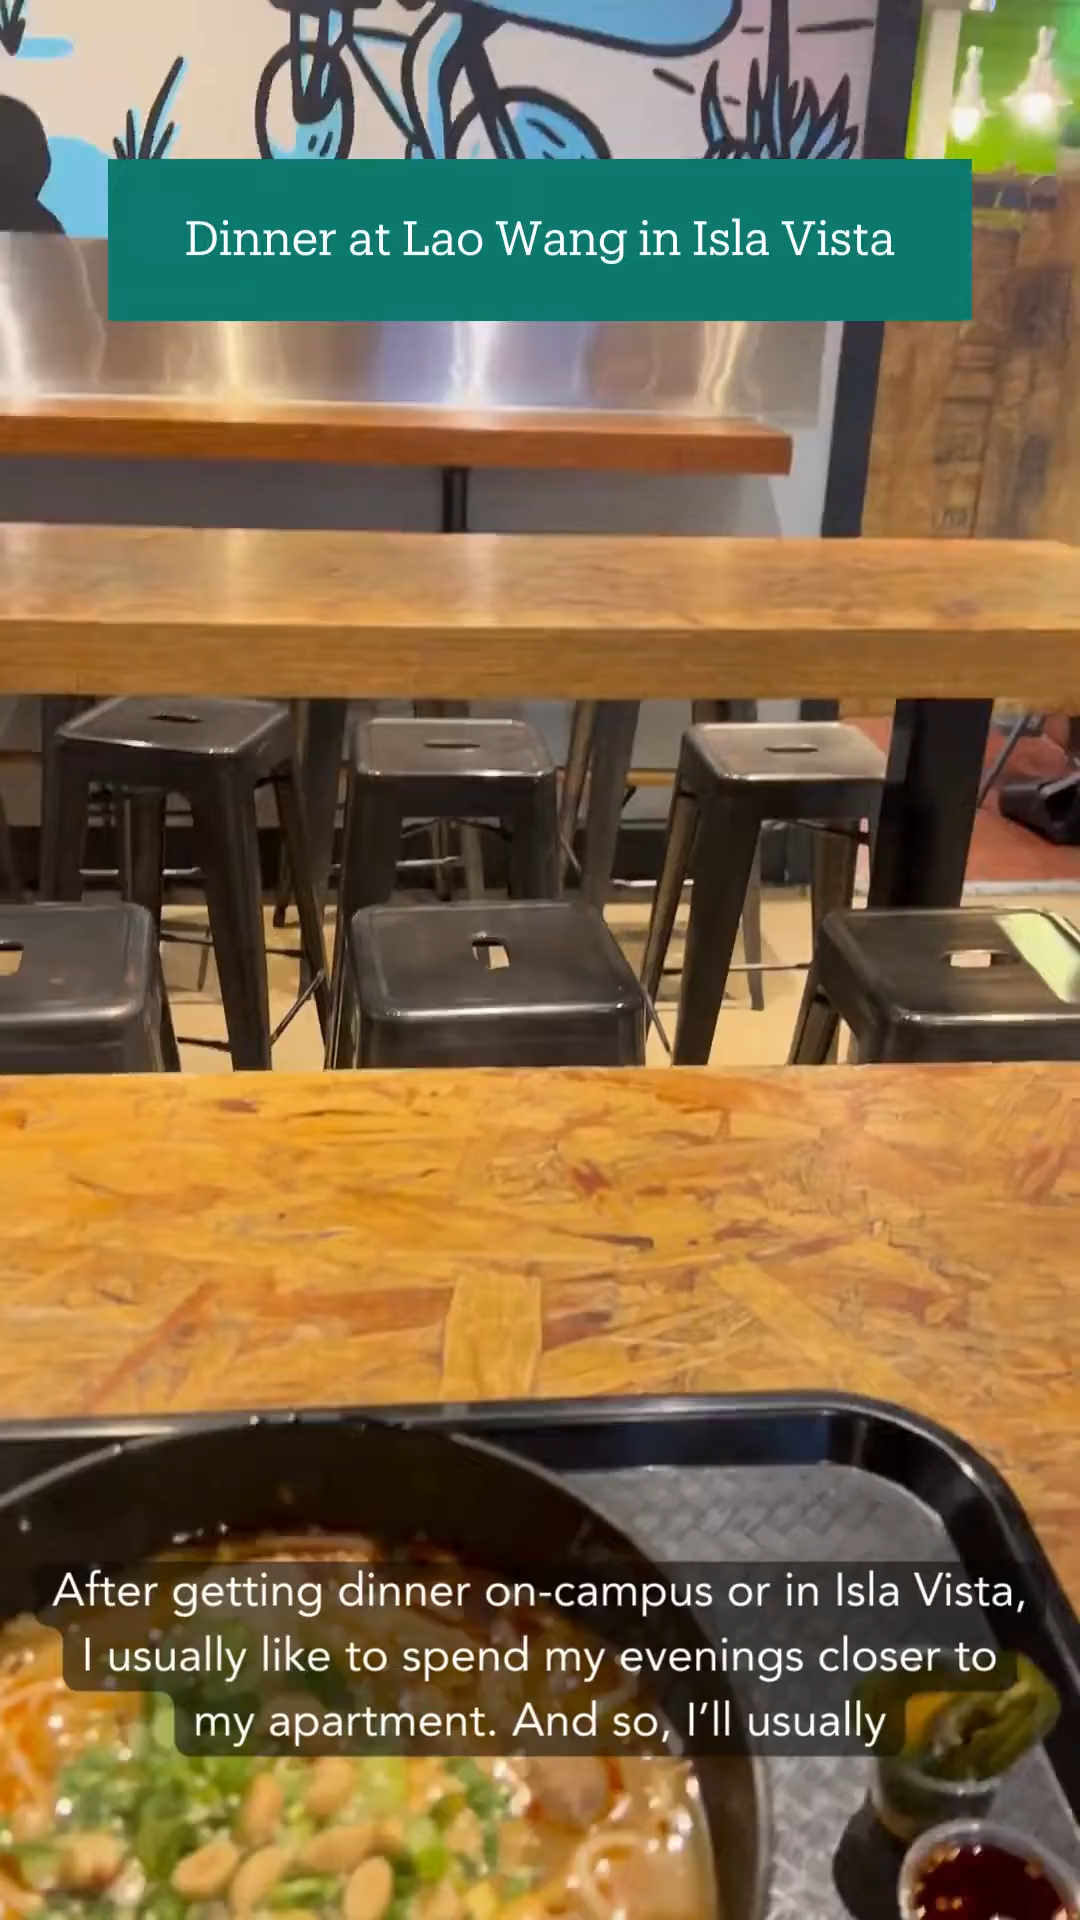 Dinner at Lao Wang in Isla Vista
After getting dinner on-campus or in Isla Vista,
I usually like to spend my evenings closer to
my apartment. And so, I’ll usually